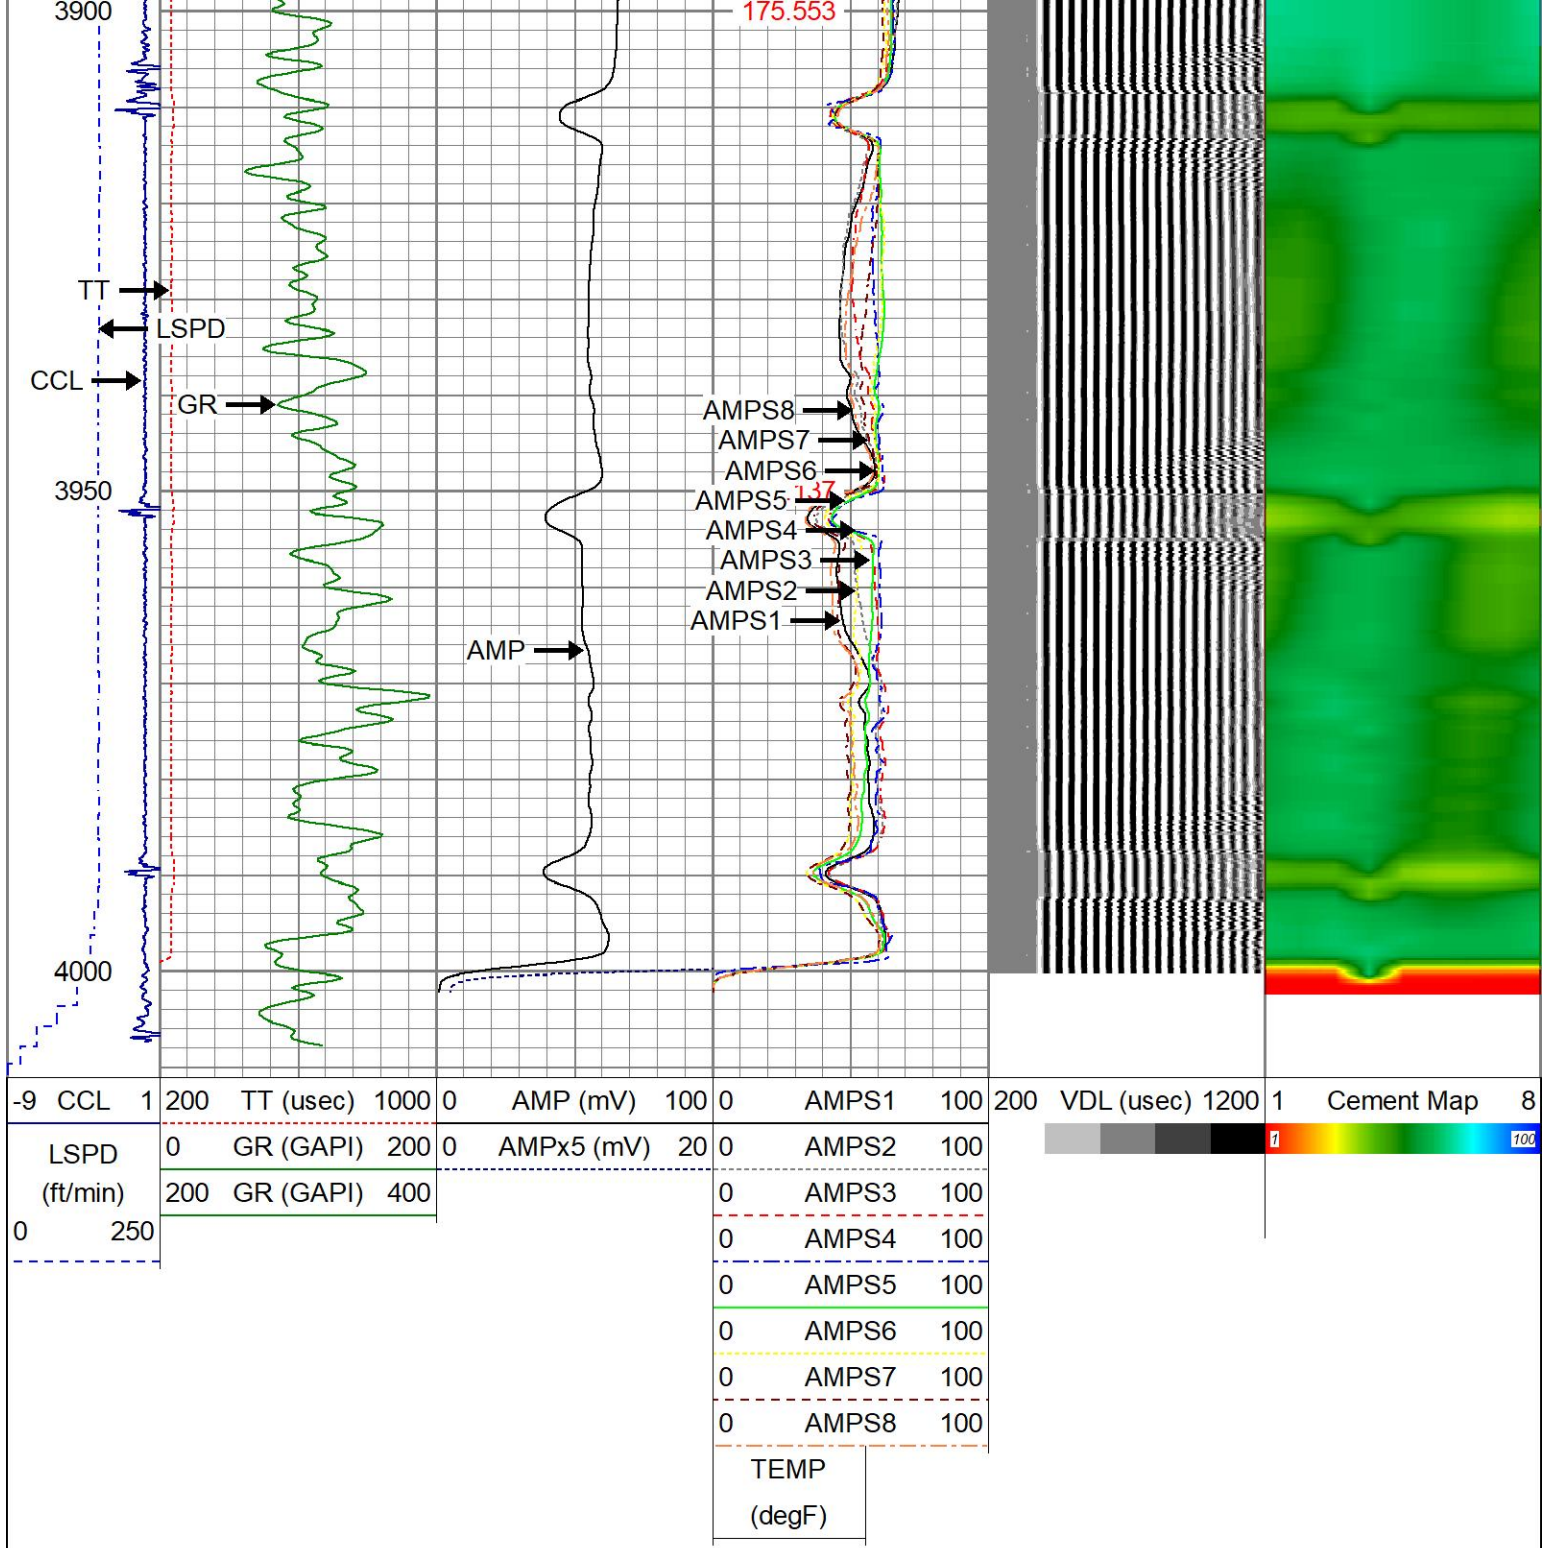 3900
175.553
TT
LSPD
CCL
GR
AMPS8
AMPS7
AMPS6
3950
137
AMPS5
AMPS4
AMPS3
AMPS2
AMPS1
AMP
4000
-9 CCL 1 200 TT (usec) 1000 0 AMP (mV) 100 0 AMPS1 100 200 VDL (usec) 1200 1 Cement Map 8
LSPD 0 GR (GAPI) 200 0 AMPx5 (mV) 20 0 AMPS2 100 1 100
(ft/min) 200 GR (GAPI) 400 0 AMPS3 100
0 250 0 AMPS4 100
0 AMPS5 100
0 AMPS6 100
0 AMPS7 100
0 AMPS8 100
TEMP
(degF)